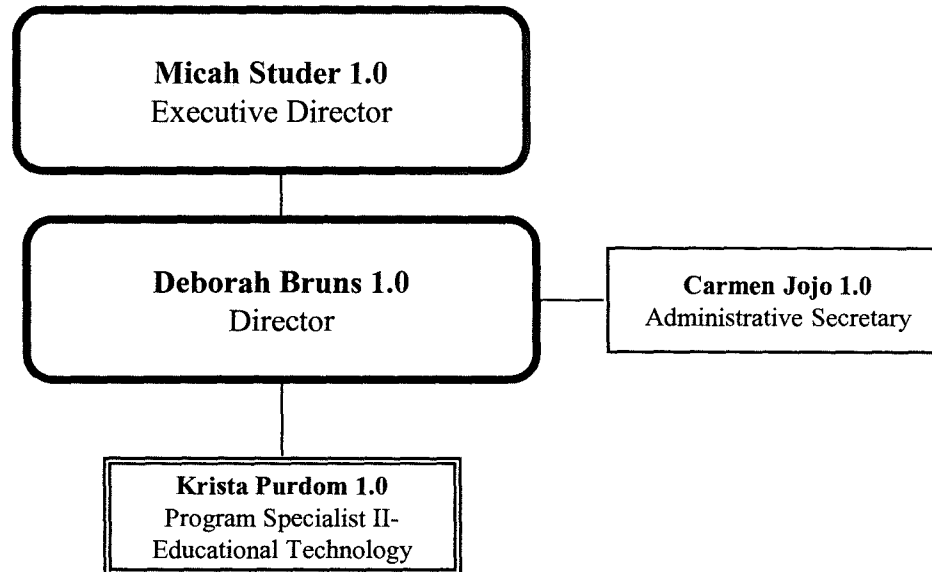 Micah Studer 1.0
Executive Director
Deborah Bruns 1.0
Director
Carmen Jojo 1.0
Administrative Secretary
Krista Purdom 1.0
Program Specialist II-
Educational Technology